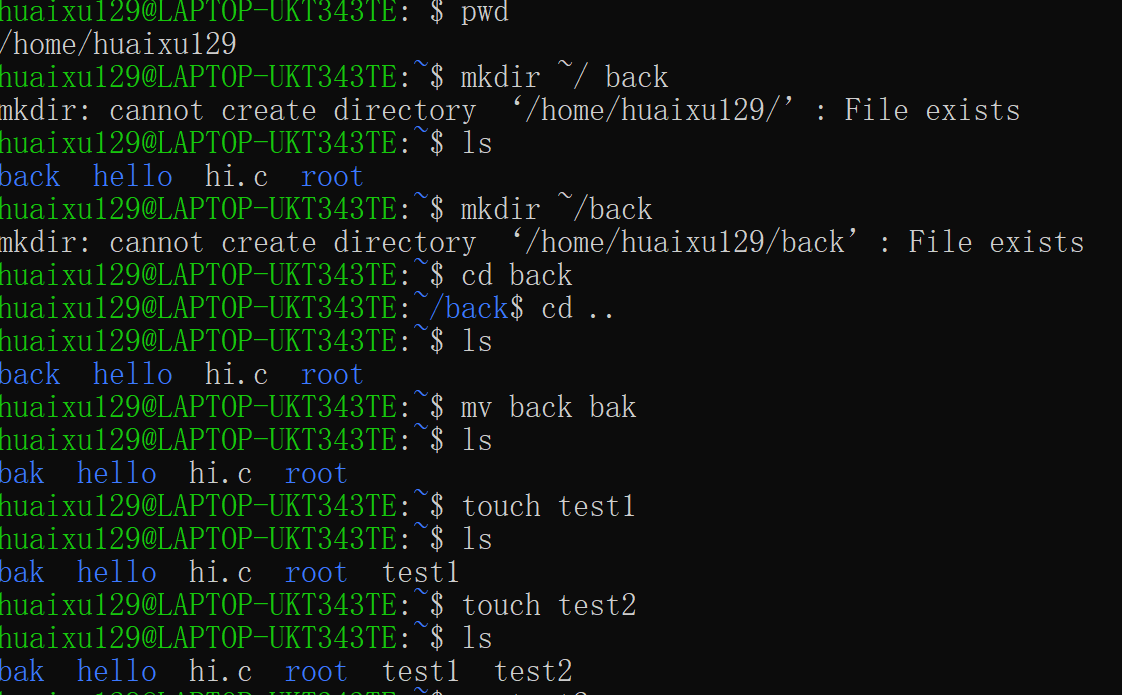 huaixu129@LAPTOP-UKT343TE: $ pwd
/home/huaixu129
huaixu129@LAPTOP-UKT343TE:~$ mkdir ~/ back
mkdir: cannot create directory ‘/home/huaixu129/’: File exists
huaixu129@LAPTOP-UKT343TE:~$ ls
back  hello  hi.c  root
huaixu129@LAPTOP-UKT343TE:~$ mkdir ~/back
mkdir: cannot create directory ‘/home/huaixu129/back’: File exists
huaixu129@LAPTOP-UKT343TE:~$ cd back
huaixu129@LAPTOP-UKT343TE:~/back$ cd ..
huaixu129@LAPTOP-UKT343TE:~$ ls
back  hello  hi.c  root
huaixu129@LAPTOP-UKT343TE:~$ mv back bak
huaixu129@LAPTOP-UKT343TE:~$ ls
bak  hello  hi.c  root
huaixu129@LAPTOP-UKT343TE:~$ touch test1
huaixu129@LAPTOP-UKT343TE:~$ ls
bak  hello  hi.c  root  test1
huaixu129@LAPTOP-UKT343TE:~$ touch test2
huaixu129@LAPTOP-UKT343TE:~$ ls
bak  hello  hi.c  root  test1  test2